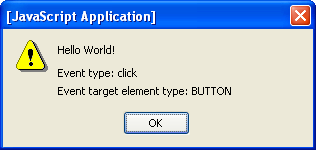 [JavaScript Application]
Hello World!
Event type: click
Event target element type: BUTTON
OK